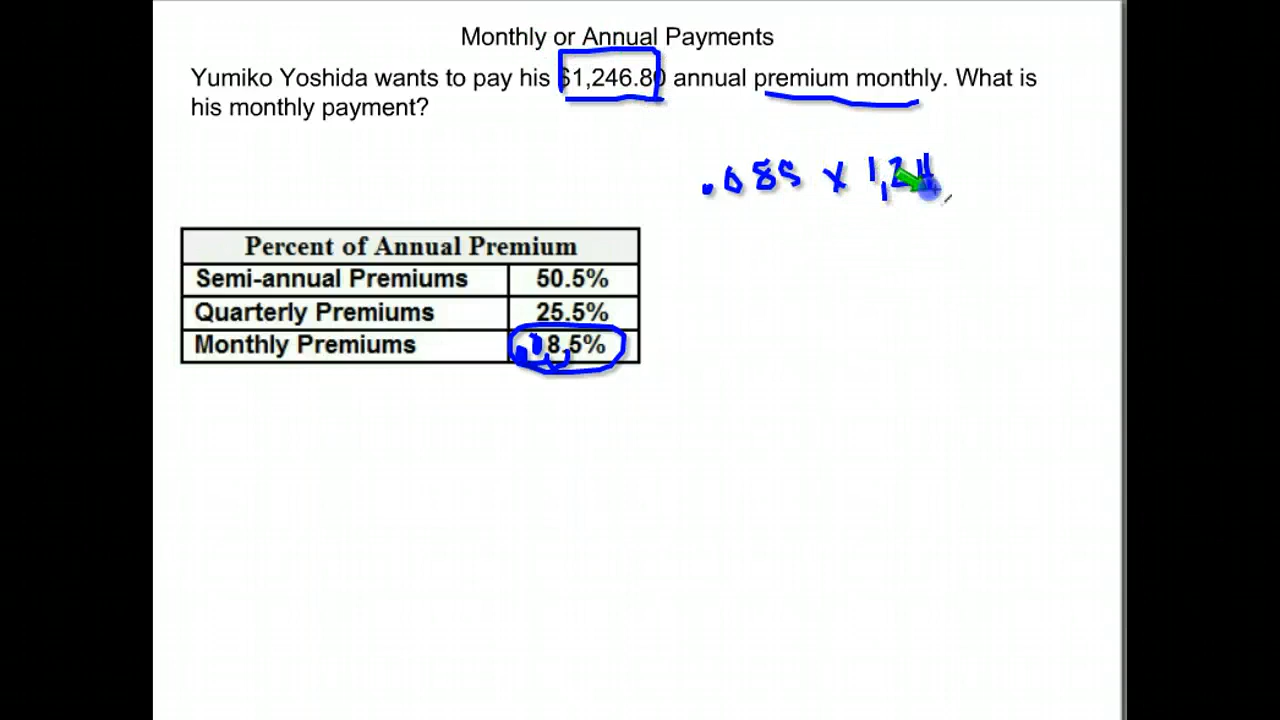 Monthly or Annual Payments
Yumiko Yoshida wants to pay his $1,246.80 annual premium monthly. What is
his monthly payment?
.085 x 1,24
Percent of Annual Premium
Semi-annual Premiums 50.5%
Quarterly Premiums 25.5%
Monthly Premiums 8.5%